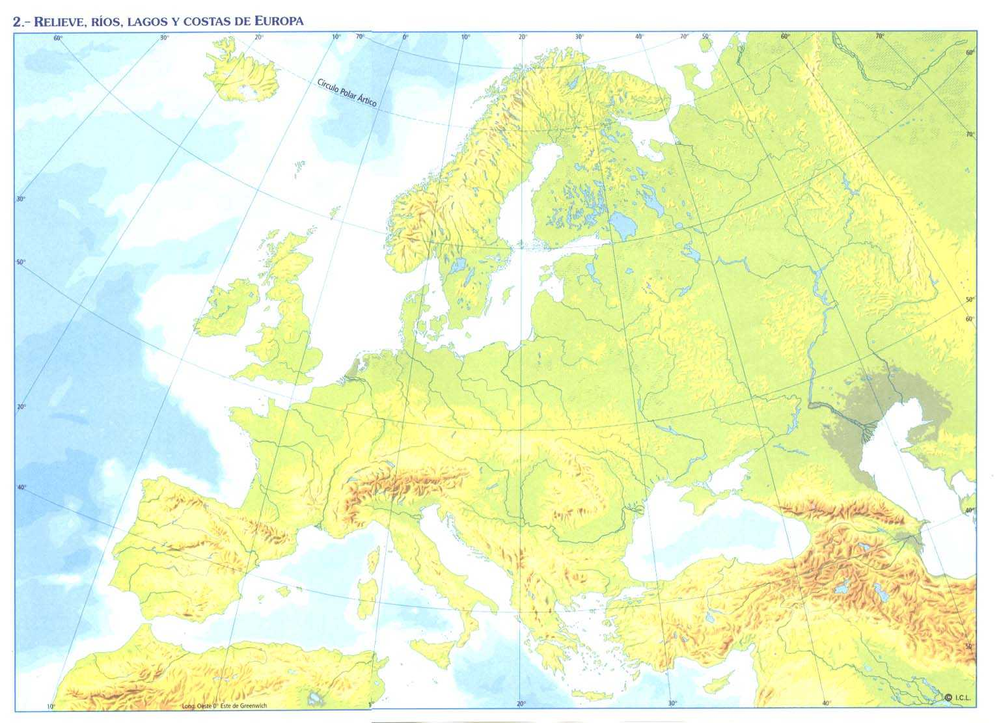 2.- RELIEVE, RÍOS, LAGOS Y COSTAS DE EUROPA
60° 30° 20° 10° 70° 0° 10° 20° 30° 40° 70° 50° 60° 70°
60°
Círculo Polar Ártico
70°
30°
50°
50°
60°
20°
40°
40°
50°
10° Long. Oeste 0° Este de Greenwich 1° 20° 30° 40°
© I.C.L.